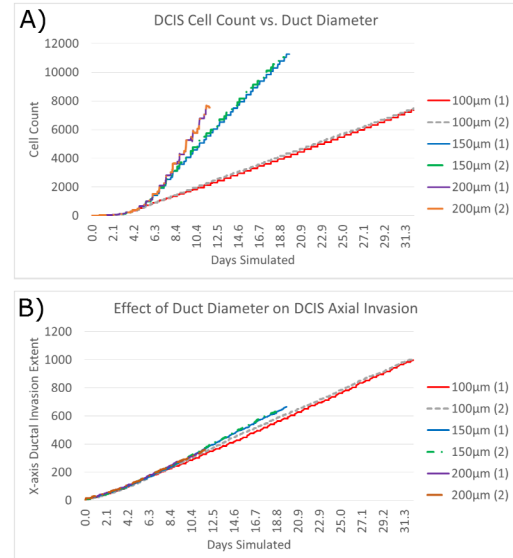 A)
DCIS Cell Count vs. Duct Diameter
12000
10000
8000
6000
4000
2000
0
Cell Count
0.0 2.1 4.2 6.3 8.4 10.4 12.5 14.6 16.7 18.8 20.9 23.0 25.0 27.1 29.2 31.3
Days Simulated
100µm (1)
100µm (2)
150µm (1)
150µm (2)
200µm (1)
200µm (2)
B)
Effect of Duct Diameter on DCIS Axial Invasion
1200
1000
800
600
400
200
0
X-axis Ductal Invasion Extent
0.0 2.1 4.2 6.3 8.4 10.4 12.5 14.6 16.7 18.8 20.9 23.0 25.0 27.1 29.2 31.3
Days Simulated
100µm (1)
100µm (2)
150µm (1)
150µm (2)
200µm (1)
200µm (2)